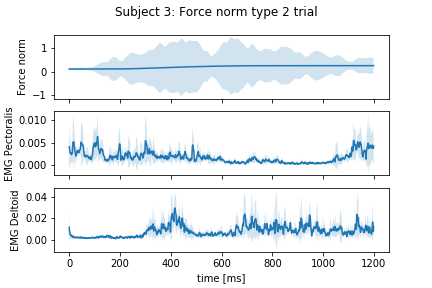 Subject 3: Force norm type 2 trial
Force norm
1
0
−1
EMG Pectoralis
0.010
0.005
0.000
EMG Deltoid
0.04
0.02
0.00
0 200 400 600 800 1000 1200
time [ms]